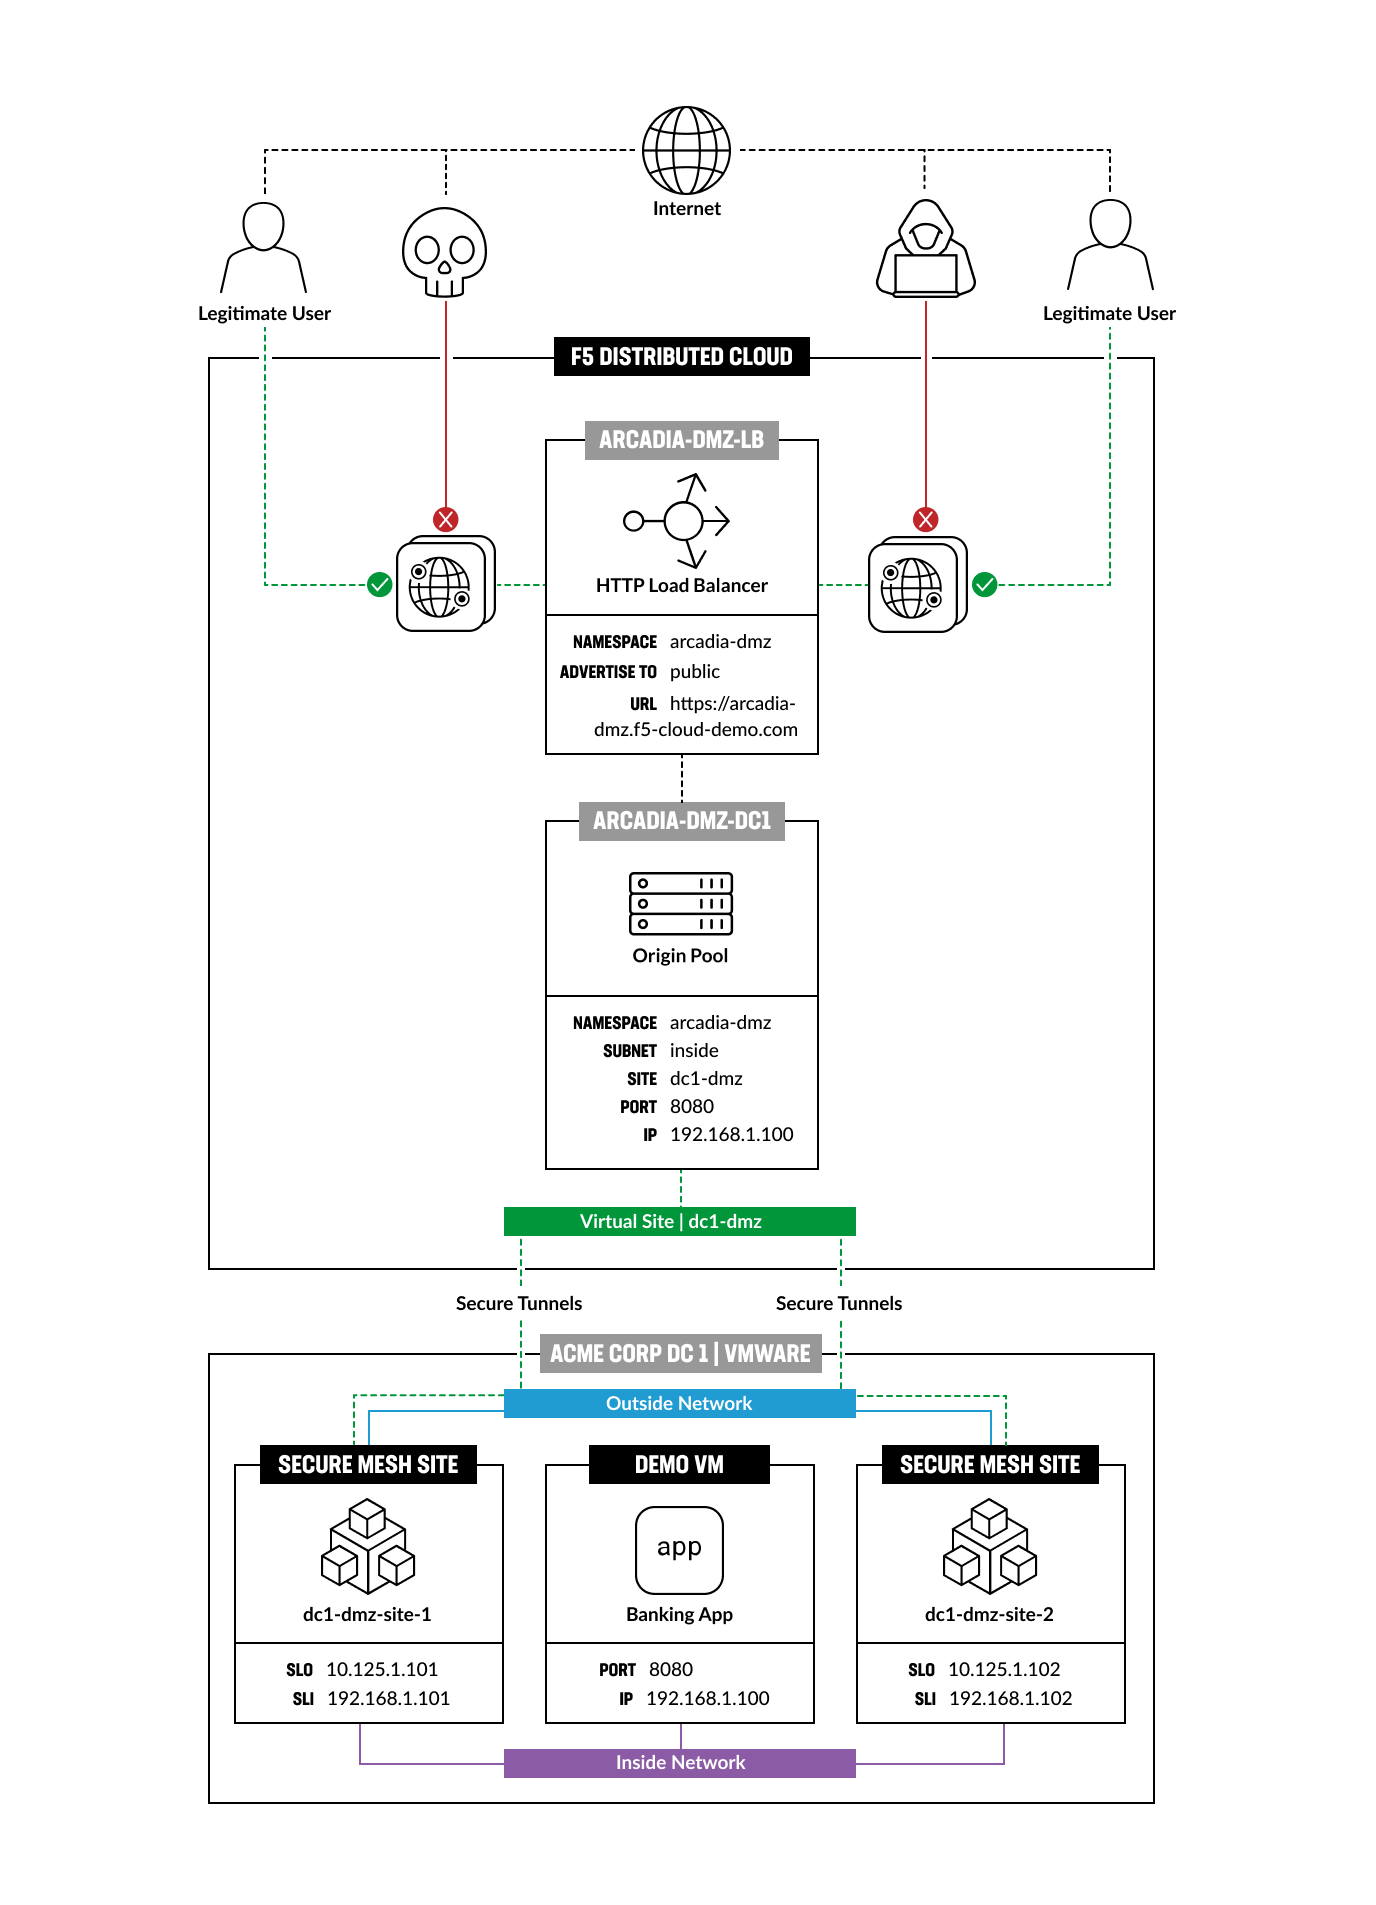 Internet
Legitimate User
Legitimate User
F5 DISTRIBUTED CLOUD
ARCADIA-DMZ-LB
HTTP Load Balancer
NAMESPACE arcadia-dmz
ADVERTISE TO public
URL https://arcadia-
dmz.f5-cloud-demo.com
ARCADIA-DMZ-DC1
Origin Pool
NAMESPACE arcadia-dmz
SUBNET inside
SITE dc1-dmz
PORT 8080
IP 192.168.1.100
Virtual Site | dc1-dmz
Secure Tunnels
Secure Tunnels
ACME CORP DC 1 | VMWARE
Outside Network
SECURE MESH SITE
dc1-dmz-site-1
SLO 10.125.1.101
SLI 192.168.1.101
DEMO VM
app
Banking App
PORT 8080
IP 192.168.1.100
SECURE MESH SITE
dc1-dmz-site-2
SLO 10.125.1.102
SLI 192.168.1.102
Inside Network